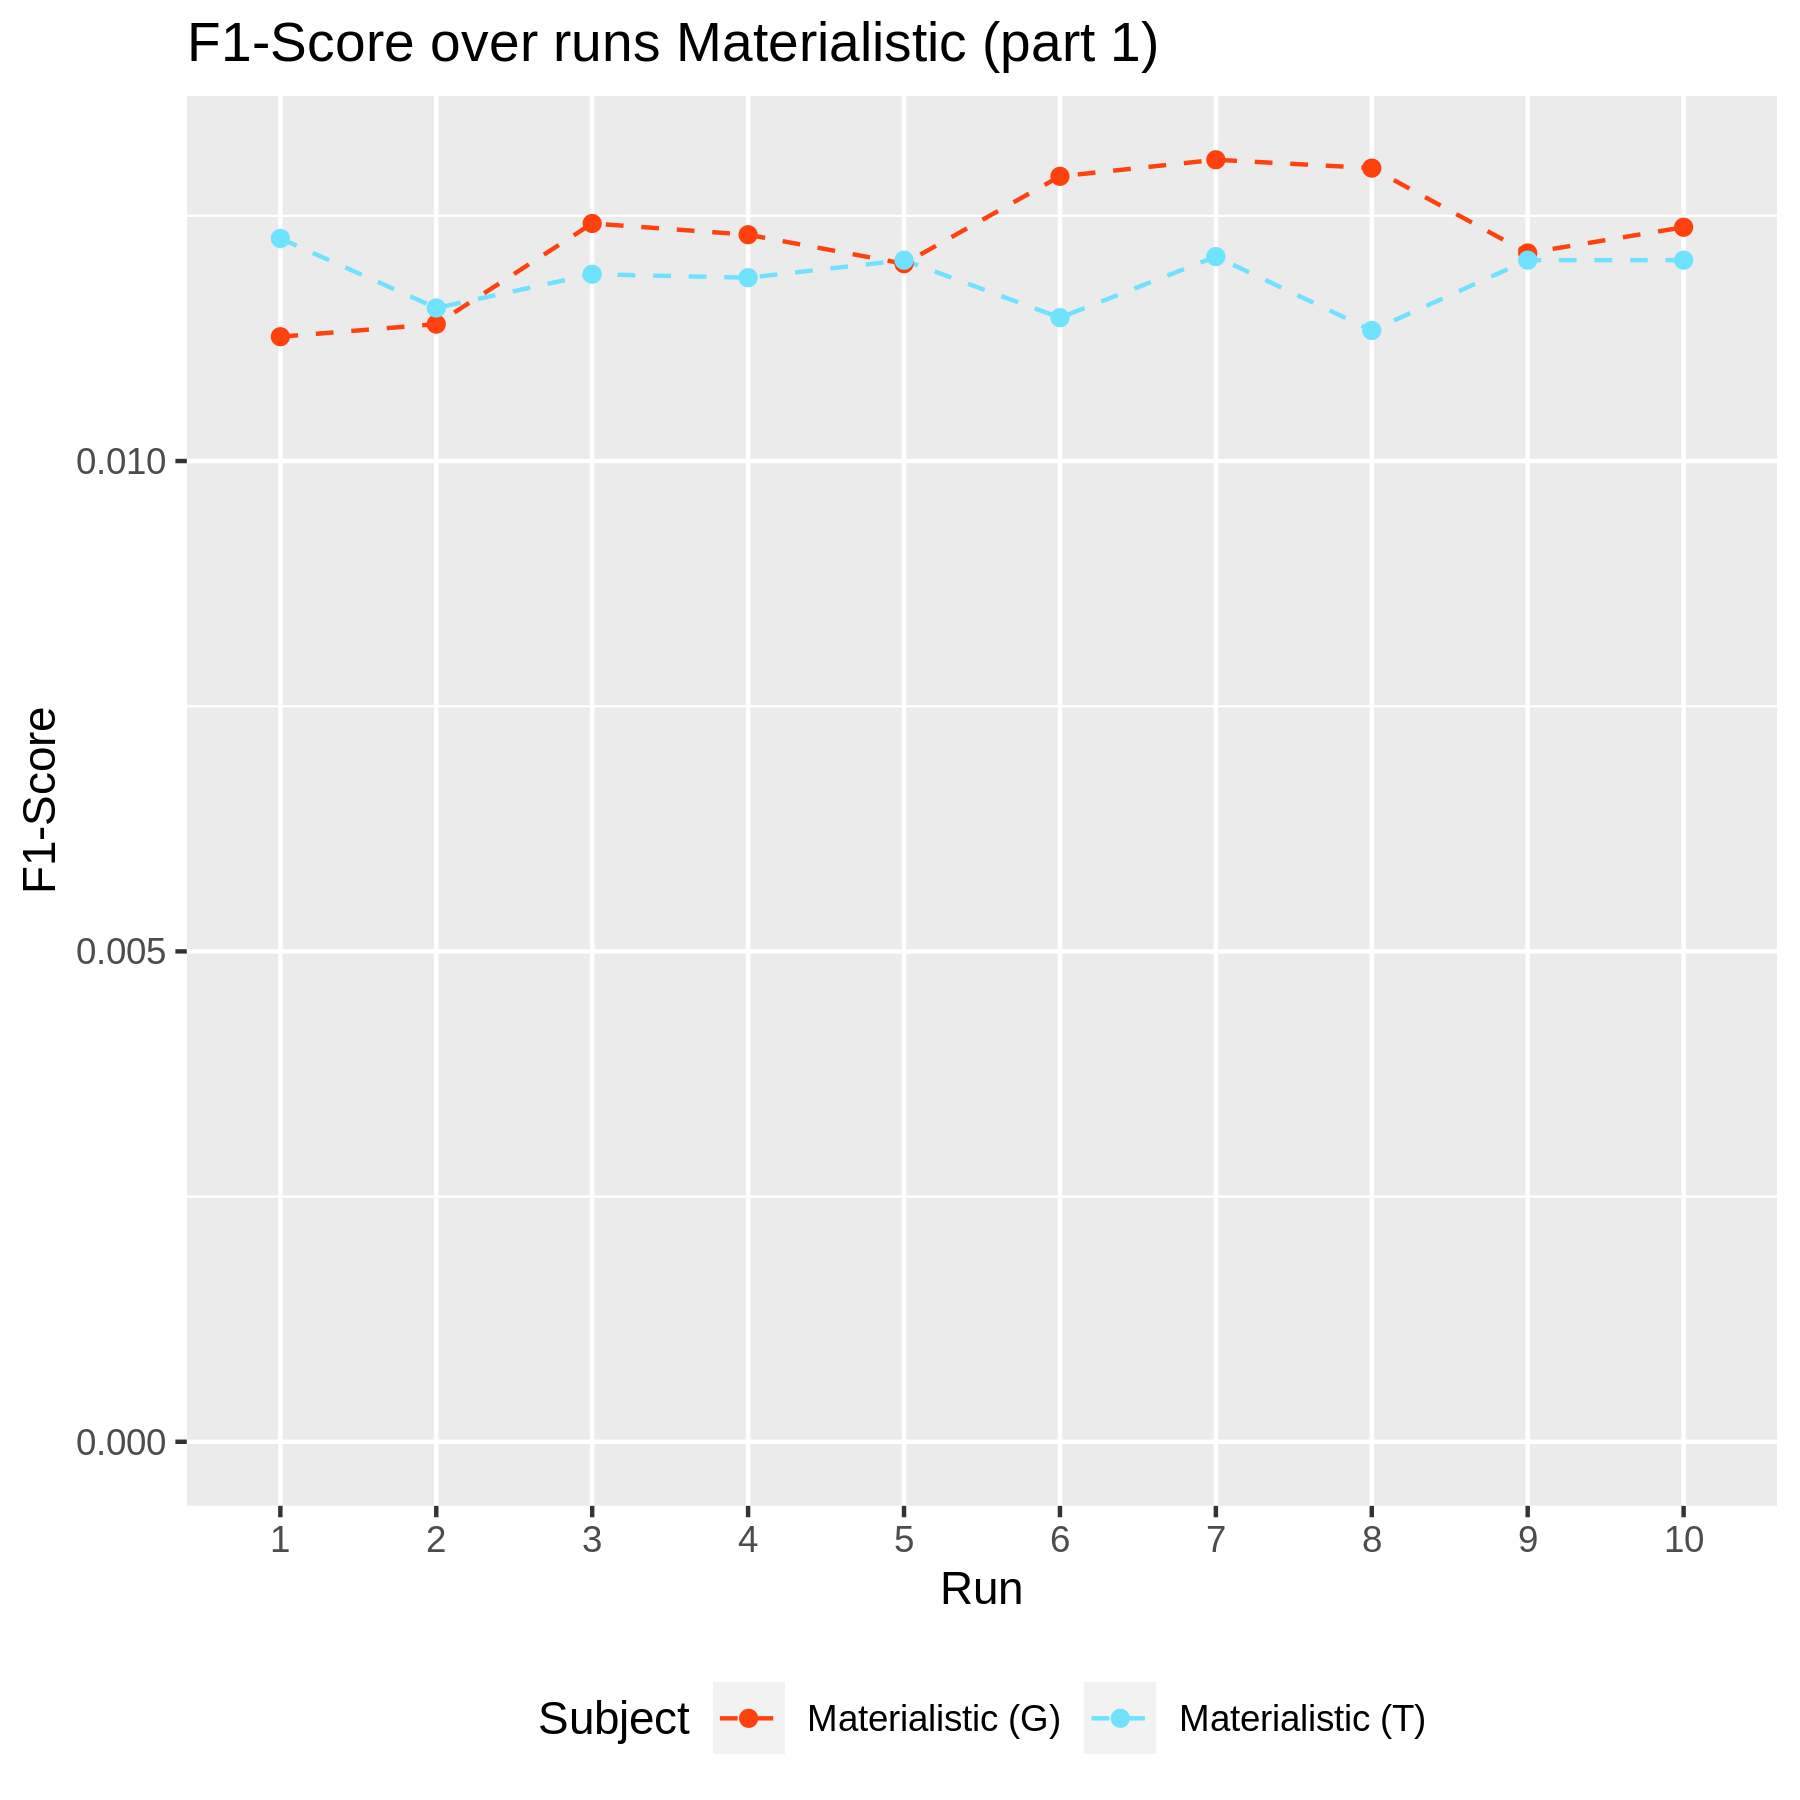 F1-Score over runs Materialistic (part 1)
F1-Score
0.010
0.005
0.000
1 2 3 4 5 6 7 8 9 10
Run
Subject Materialistic (G) Materialistic (T)